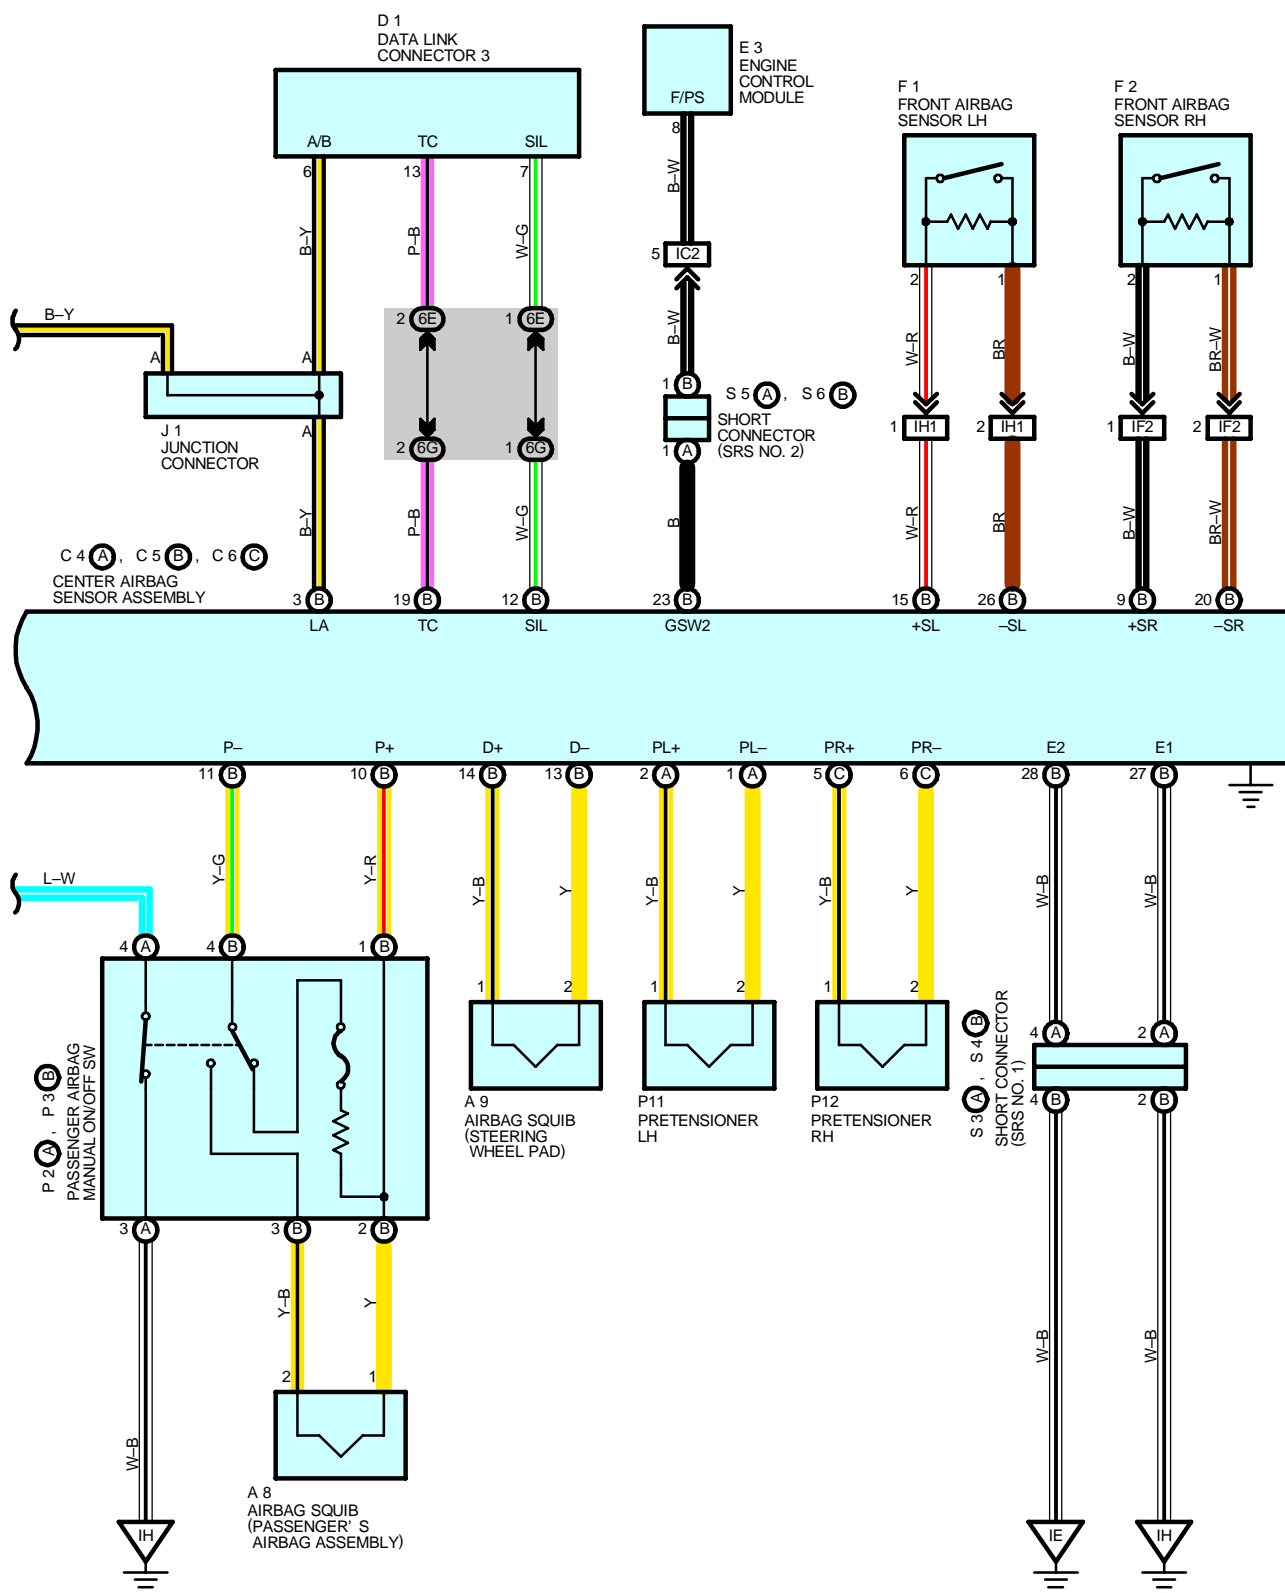 D 1
DATA LINK
CONNECTOR 3
E 3
ENGINE
CONTROL
MODULE
F/PS
F 1
FRONT AIRBAG
SENSOR LH
F 2
FRONT AIRBAG
SENSOR RH
A/B TC SIL
6 13 7 8
B–Y P–B W–G B–W
5 IC2
2 1 2 1
B–Y
2 6E 1 6E
B–W
W–R BR B–W BR–W
A A
1 B
S 5 A , S 6 B
SHORT
CONNECTOR
(SRS NO. 2)
J 1
JUNCTION
CONNECTOR
A
2 6G 1 6G
1 A
1 IH1 2 IH1 1 IF2 2 IF2
B–Y P–B W–G B W–R BR B–W BR–W
C 4 A , C 5 B , C 6 C
CENTER AIRBAG
SENSOR ASSEMBLY
3 B 19 B 12 B 23 B 15 B 26 B 9 B 20 B
LA TC SIL GSW2 +SL –SL +SR –SR
P– P+ D+ D– PL+ PL– PR+ PR– E2 E1
11 B 10 B 14 B 13 B 2 A 1 A 5 C 6 C 28 B 27 B
L–W
Y–G Y–R Y–B Y Y–B Y Y–B Y W–B W–B
4 A 4 B 1 B
1 2 1 2 1 2
P 2 A , P 3 B
PASSENGER AIRBAG
MANUAL ON/OFF SW
A 9
AIRBAG SQUIB
(STEERING
WHEEL PAD)
P11
PRETENSIONER
LH
P12
PRETENSIONER
RH
S 3 A , S 4 B
SHORT CONNECTOR
(SRS NO. 1)
4 A 2 A
4 B 2 B
3 A 3 B 2 B
Y–B Y
W–B W–B
2 1
W–B
A 8
AIRBAG SQUIB
(PASSENGER' S
AIRBAG ASSEMBLY)
IH IE IH